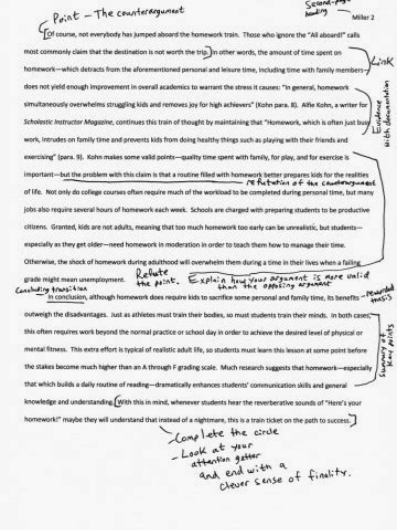 Second-page
heading
Miller 2
Point - The counterargument
[Of course, not everybody has jumped aboard the homework train. Those who ignore the "All aboard!" calls
most commonly claim that the destination is not worth the trip.] In other words, the amount of time spent on
homework—which detracts from the aforementioned personal and leisure time, including time with family members—
Link
does not yield enough improvement in overall academics to warrant the stress it causes: "In general, homework
simultaneously overwhelms struggling kids and removes joy for high achievers" (Kohn para. 8). Alfie Kohn, a writer for
Scholastic Instructor Magazine, continues this train of thought by maintaining that "Homework, which is often just busy
work, intrudes on family time and prevents kids from doing healthy things such as playing with their friends and
exercising" (para. 9). Kohn makes some valid points—quality time spent with family, for play, and for exercise is
Evidence
with documentation
important—but the problem with this claim is that a routine filled with homework better prepares kids for the realities
refutation of the counterargument
of life. Not only do college courses often require much of the workload to be completed during personal time, but many
jobs also require several hours of homework each week. Schools are charged with preparing students to be productive
citizens. Granted, kids are not adults, meaning that too much homework too early can be unrealistic, but students—
especially as they get older—need homework in moderation in order to teach them how to manage their time.
Otherwise, the shock of homework during adulthood will overwhelm them during a time in their lives when a failing
grade might mean unemployment.
Refute
the point.
Explain how your argument is more valid
than the opposing argument
Concluding transition
In conclusion, although homework does require kids to sacrifice some personal and family time, its benefits
reworded
thesis
outweigh the disadvantages. Just as athletes must train their bodies, so must students train their minds. In both cases,
this often requires work beyond the normal practice or school day in order to achieve the desired level of physical or
mental fitness. This extra effort is typical of realistic adult life, so students must learn this lesson at some point before
the stakes become much higher than an A through F grading scale. Much research suggests that homework—especially
that which builds a daily routine of reading—dramatically enhances students' communication skills and general
summary of
key points
knowledge and understanding. [With this in mind, whenever students hear the reverberative sounds of "Here's your
homework!" maybe they will understand that instead of a nightmare, this is a train ticket on the path to success.]
- Complete the circle
- Look at your
attention getter
and end with a
clever sense of finality.